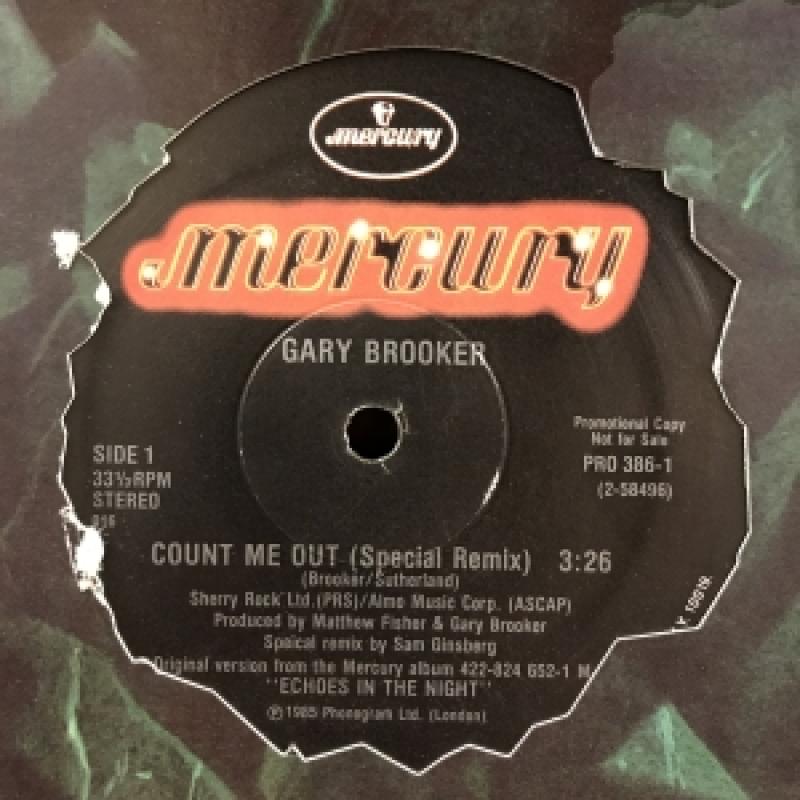 mercury
mercury
GARY BROOKER
Promotional Copy
Not for Sale
PRO 386-1
(2-58496)
SIDE 1
33⅓ RPM
STEREO
COUNT ME OUT (Special Remix) 3:26
(Brooker/Sutherland)
Sherry Rock Ltd.(PRS)/Almo Music Corp. (ASCAP)
Produced by Matthew Fisher & Gary Brooker
Speical remix by Sam Ginsberg
Original version from the Mercury album 422-824 652-1 M
"ECHOES IN THE NIGHT"
℗ 1985 Phonogram Ltd. (London)